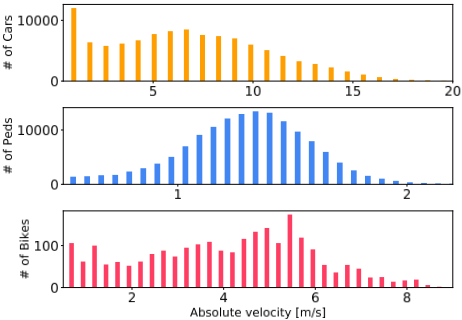 # of Cars
10000
0
5 10 15 20
# of Peds
10000
0
1 2
# of Bikes
100
0
2 4 6 8
Absolute velocity [m/s]